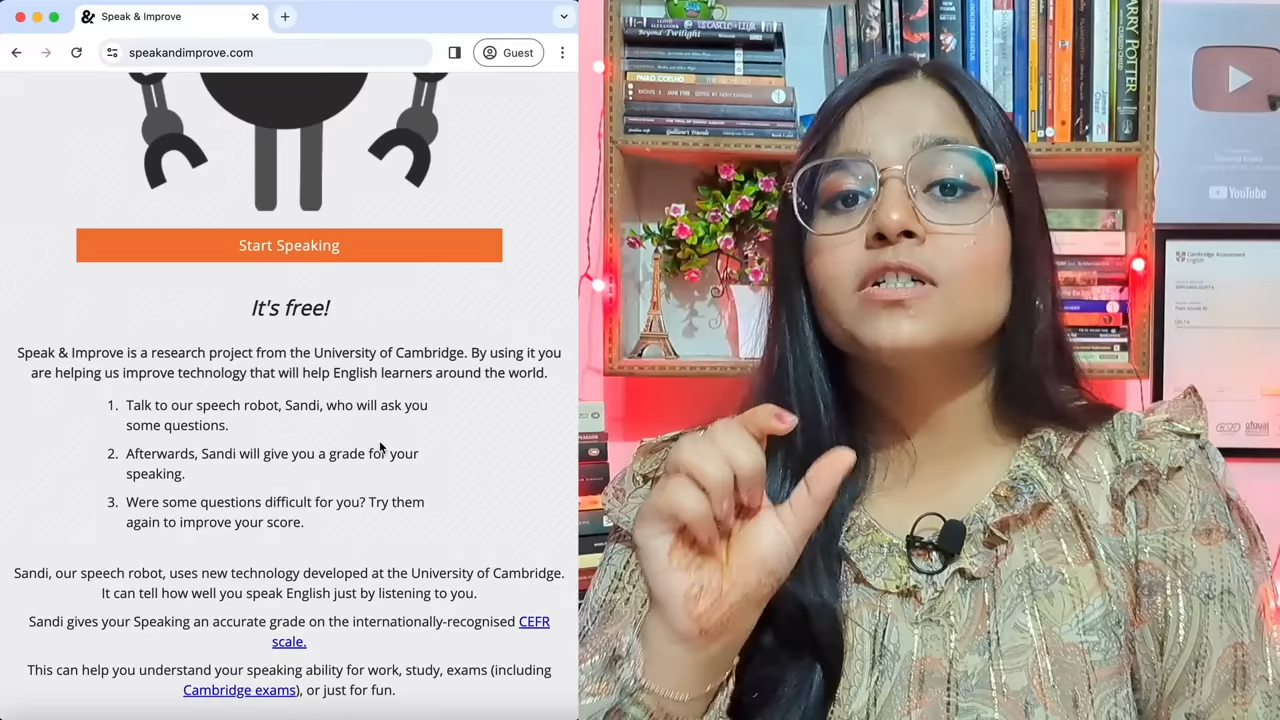 Speak & Improve
speakandimprove.com
Guest
Start Speaking
It's free!
Speak & Improve is a research project from the University of Cambridge. By using it you
are helping us improve technology that will help English learners around the world.
1. Talk to our speech robot, Sandi, who will ask you
some questions.
2. Afterwards, Sandi will give you a grade for your
speaking.
3. Were some questions difficult for you? Try them
again to improve your score.
Sandi, our speech robot, uses new technology developed at the University of Cambridge.
It can tell how well you speak English just by listening to you.
Sandi gives your Speaking an accurate grade on the internationally-recognised CEFR
scale.
This can help you understand your speaking ability for work, study, exams (including
Cambridge exams), or just for fun.
Beyond Twilight
PAULO COELHO
HARRY POTTER
James Clear
YouTube
Cambridge Assessment
English
ofqual